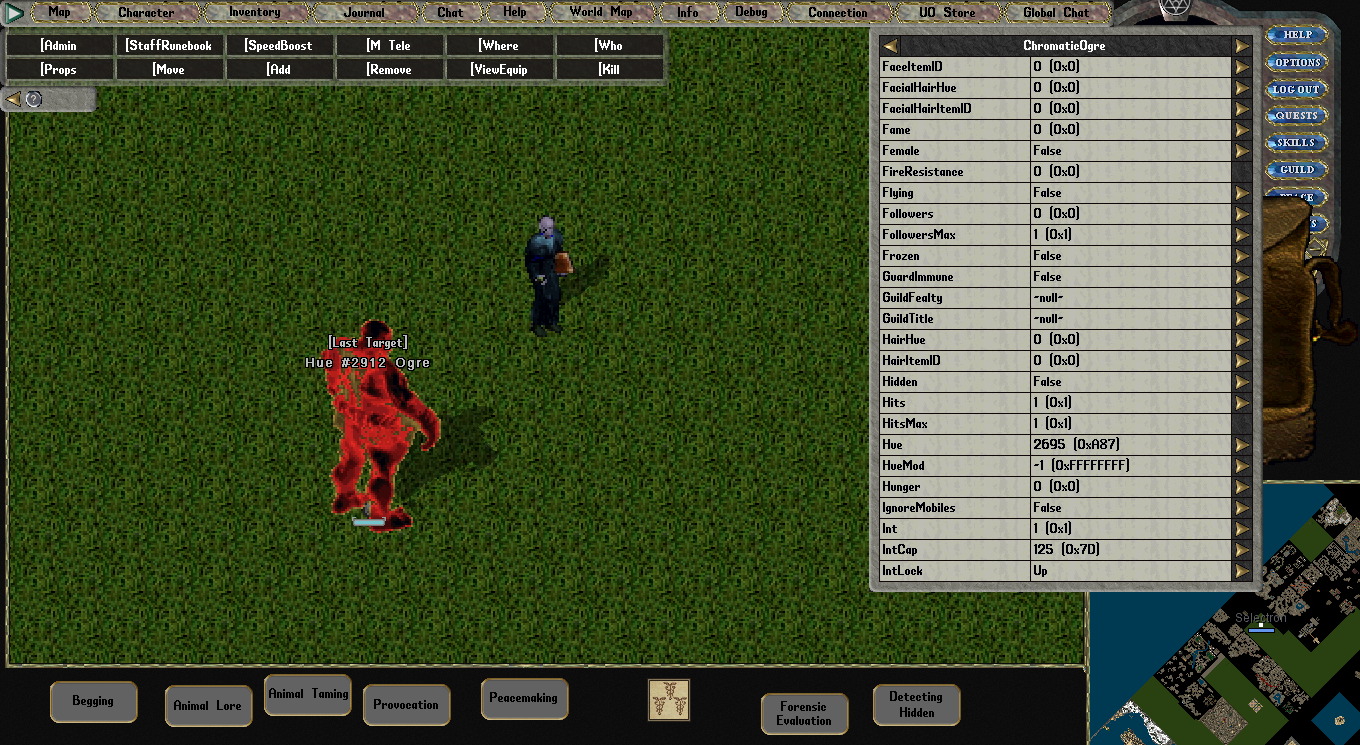 Map Character Inventory Journal Chat Help World Map Info Debug Connection UO Store Global Chat
[Admin [StaffRunebook [SpeedBoost [M Tele [Where [Who
[Props [Move [Add [Remove [ViewEquip [Kill
?
ChromaticOgre
FaceItemID 0 (0x0)
FacialHairHue 0 (0x0)
FacialHairItemID 0 (0x0)
Fame 0 (0x0)
Female False
FireResistance 0 (0x0)
Flying False
Followers 0 (0x0)
FollowersMax 1 (0x1)
Frozen False
GuardImmune False
GuildFealty -null-
GuildTitle -null-
HairHue 0 (0x0)
HairItemID 0 (0x0)
Hidden False
Hits 1 (0x1)
HitsMax 1 (0x1)
Hue 2695 (0xA87)
HueMod -1 (0xFFFFFFFF)
Hunger 0 (0x0)
IgnoreMobiles False
Int 1 (0x1)
IntCap 125 (0x7D)
IntLock Up
HELP
OPTIONS
LOG OUT
QUESTS
SKILLS
GUILD
[Last Target]
Hue #2912 Ogre
Selectron
Begging
Animal Lore
Animal Taming
Provocation
Peacemaking
Forensic
Evaluation
Detecting
Hidden